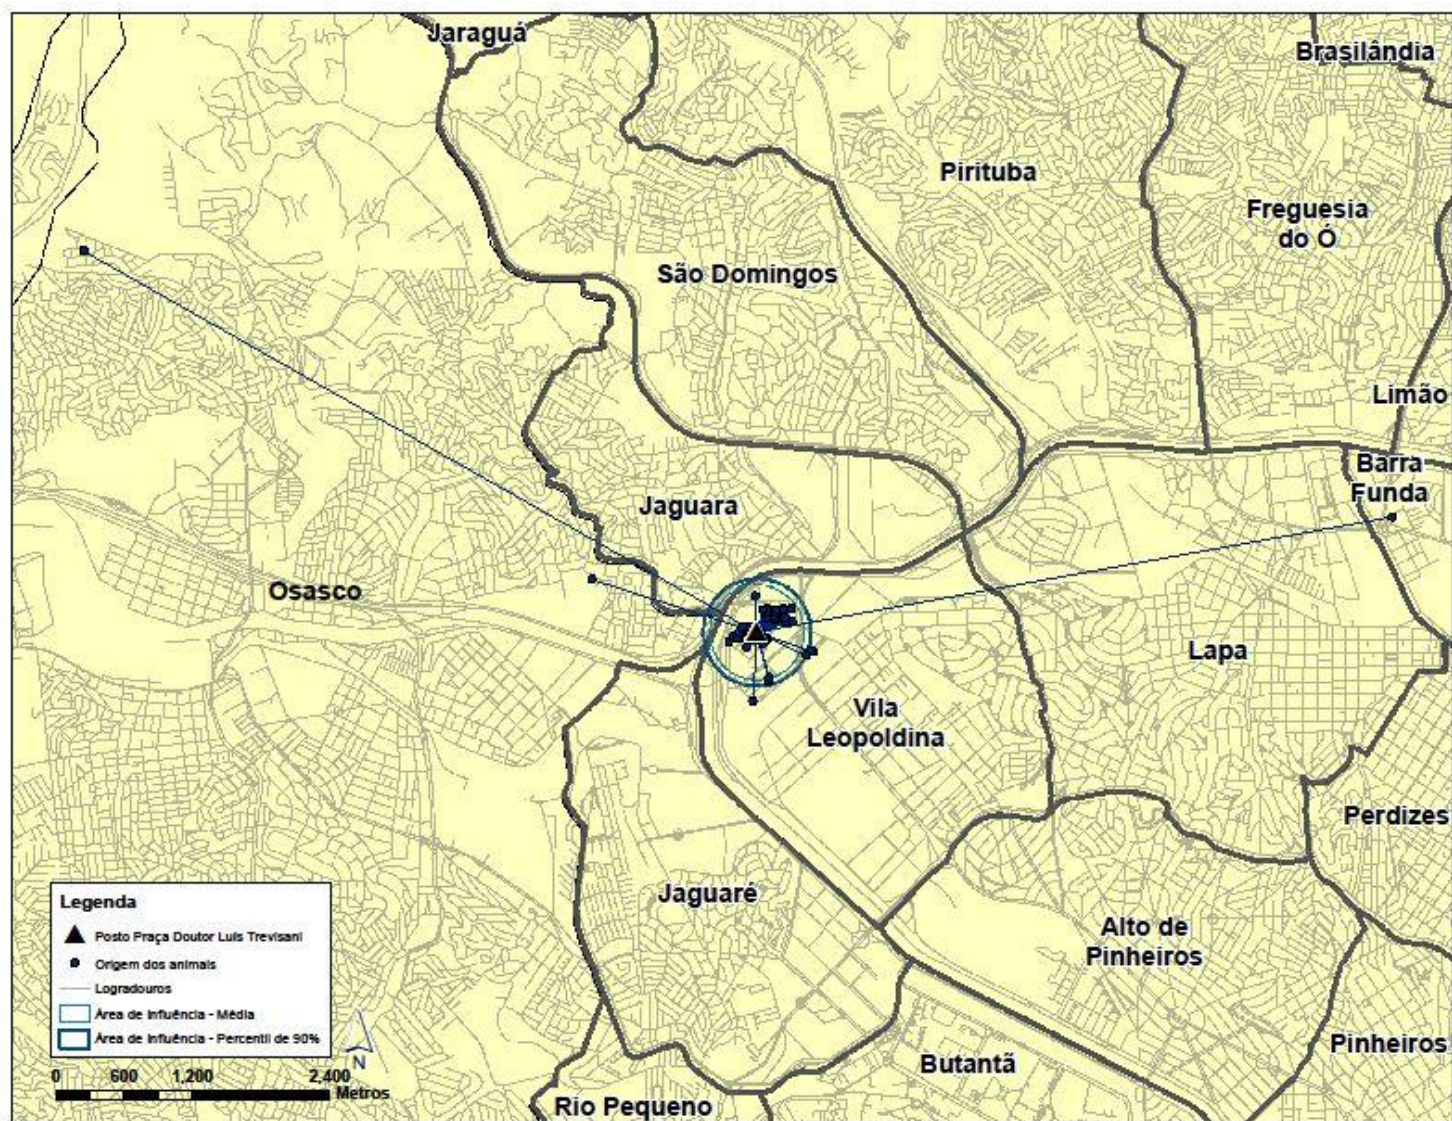 Jaraguá
Brasilândia
Pirituba
Freguesia
do Ó
São Domingos
Limão
Barra
Funda
Jaguara
Osasco
Lapa
Vila
Leopoldina
Perdizes
Jaguaré
Alto de
Pinheiros
Pinheiros
Butantã
Rio Pequeno
Legenda
Posto Praça Doutor Luis Trevisani
Origem dos animais
Logradouros
Área de Influência - Média
Área de Influência - Percentil de 90%
N
0 600 1,200 2,400
Metros